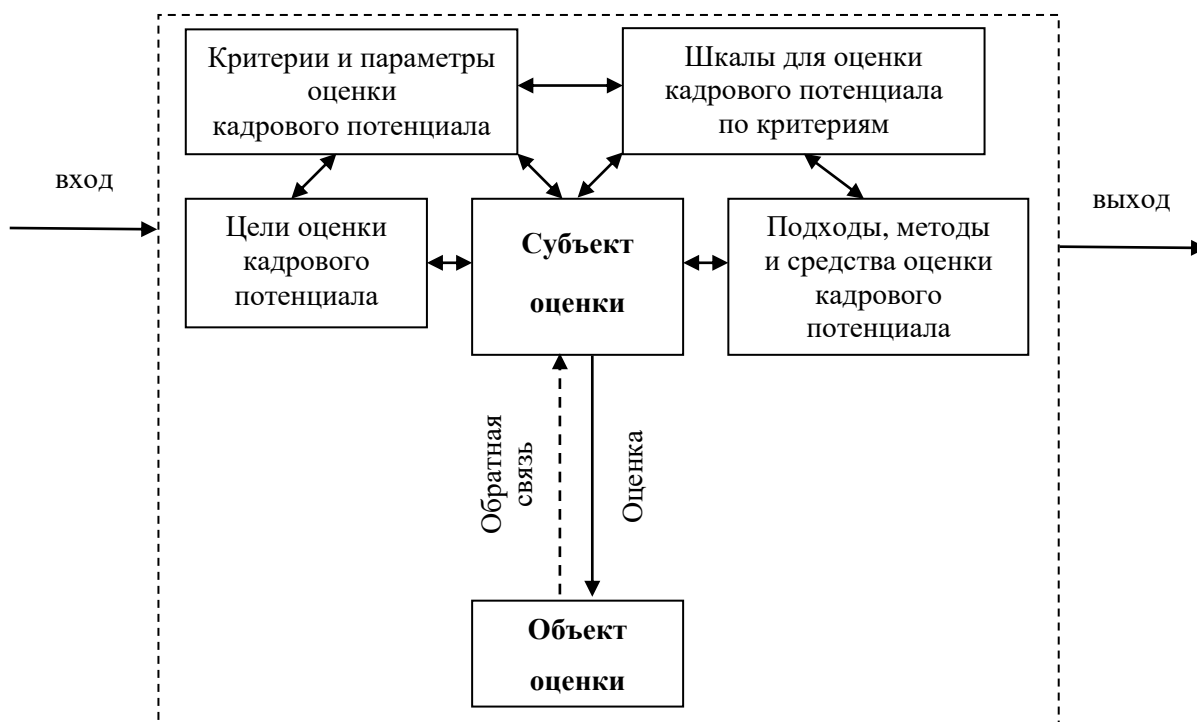 Критерии и параметры
оценки
кадрового потенциала
Шкалы для оценки
кадрового потенциала
по критериям
вход
Цели оценки
кадрового
потенциала
Субъект
оценки
Подходы, методы
и средства оценки
кадрового
потенциала
выход
Обратная
связь
Оценка
Объект
оценки